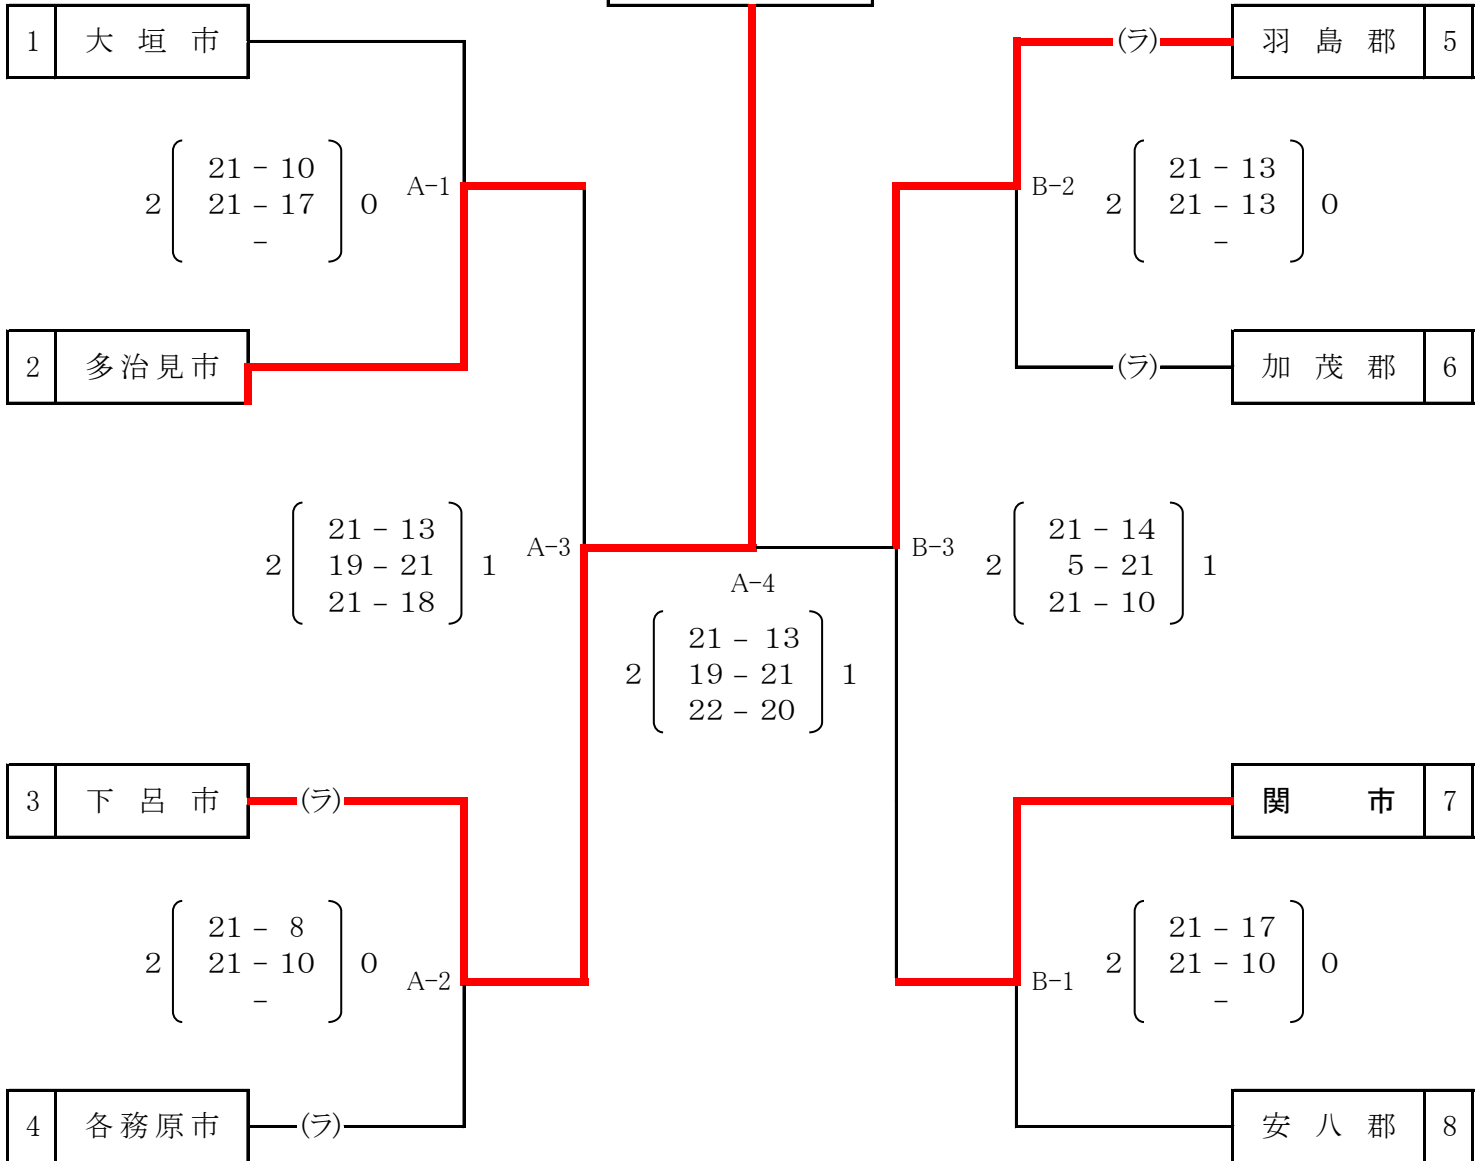 1 大垣市
羽島郡 5
(ラ)
21 - 10
2 21 - 17 0
-
A-1
B-2
21 - 13
2 21 - 13 0
-
2 多治見市
(ラ)
加茂郡 6
21 - 13
2 19 - 21 1
21 - 18
A-3
B-3
21 - 14
2 5 - 21 1
21 - 10
A-4
21 - 13
2 19 - 21 1
22 - 20
3 下呂市
(ラ)
関市 7
21 - 8
2 21 - 10 0
-
A-2
B-1
21 - 17
2 21 - 10 0
-
4 各務原市
(ラ)
安八郡 8